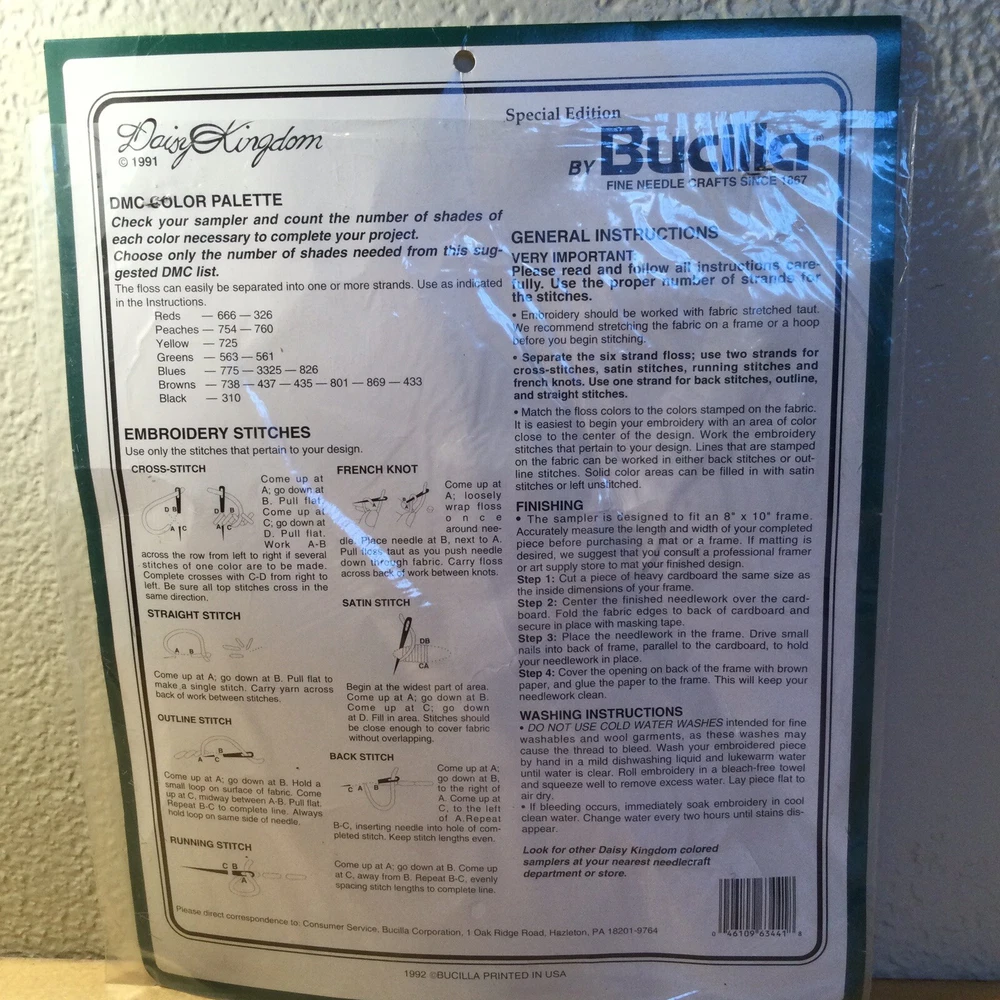 Daisy Kingdom
© 1991
Special Edition
BY Bucilla
FINE NEEDLE CRAFTS SINCE 1867
DMC COLOR PALETTE
Check your sampler and count the number of shades of
each color necessary to complete your project.
Choose only the number of shades needed from this sug-
gested DMC list.
The floss can easily be separated into one or more strands. Use as indicated
in the Instructions.
Reds — 666 — 326
Peaches — 754 — 760
Yellow — 725
Greens — 563 — 561
Blues — 775 — 3325 — 826
Browns — 738 — 437 — 435 — 801 — 869 — 433
Black — 310
EMBROIDERY STITCHES
Use only the stitches that pertain to your design.
CROSS-STITCH
D B
A C
D B
A C
Come up at
A; go down at
B. Pull flat.
Come up at
C; go down at
D. Pull flat.
Work A-B
across the row from left to right if several
stitches of one color are to be made.
Complete crosses with C-D from right to
left. Be sure all top stitches cross in the
same direction.
STRAIGHT STITCH
A B
Come up at A; go down at B. Pull flat to
make a single stitch. Carry yarn across
back of work between stitches.
OUTLINE STITCH
B
A C
Come up at A; go down at B. Hold a
small loop on surface of fabric. Come
up at C, midway between A-B. Pull flat.
Repeat B-C to complete line. Always
hold loop on same side of needle.
RUNNING STITCH
C B
A
Come up at A; go down at B. Come up
at C, away from B. Repeat B-C, evenly
spacing stitch lengths to complete line.
FRENCH KNOT
Come up at
A; loosely
wrap floss
once
around nee-
dle. Place needle at B, next to A.
Pull floss taut as you push needle
down through fabric. Carry floss
across back of work between knots.
SATIN STITCH
DB
CA
Begin at the widest part of area.
Come up at A; go down at B.
Come up at C; go down
at D. Fill in area. Stitches should
be close enough to cover fabric
without overlapping.
BACK STITCH
C A B
Come up at A;
go down at B,
to the right of
A. Come up at
C, to the left
of A. Repeat
B-C, inserting needle into hole of com-
pleted stitch. Keep stitch lengths even.
GENERAL INSTRUCTIONS
VERY IMPORTANT
Please read and follow all instructions care-
fully. Use the proper number of strands for
the stitches.
• Embroidery should be worked with fabric stretched taut.
We recommend stretching the fabric on a frame or a hoop
before you begin stitching.
• Separate the six strand floss; use two strands for
cross-stitches, satin stitches, running stitches and
french knots. Use one strand for back stitches, outline,
and straight stitches.
• Match the floss colors to the colors stamped on the fabric.
It is easiest to begin your embroidery with an area of color
close to the center of the design. Work the embroidery
stitches that pertain to your design. Lines that are stamped
on the fabric can be worked in either back stitches or out-
line stitches. Solid color areas can be filled in with satin
stitches or left unstitched.
FINISHING
• The sampler is designed to fit an 8" x 10" frame.
Accurately measure the length and width of your completed
piece before purchasing a mat or a frame. If matting is
desired, we suggest that you consult a professional framer
or art supply store to mat your finished design.
Step 1: Cut a piece of heavy cardboard the same size as
the inside dimensions of your frame.
Step 2: Center the finished needlework over the card-
board. Fold the fabric edges to back of cardboard and
secure in place with masking tape.
Step 3: Place the needlework in the frame. Drive small
nails into back of frame, parallel to the cardboard, to hold
your needlework in place.
Step 4: Cover the opening on back of the frame with brown
paper, and glue the paper to the frame. This will keep your
needlework clean.
WASHING INSTRUCTIONS
• DO NOT USE COLD WATER WASHES intended for fine
washables and wool garments, as these washes may
cause the thread to bleed. Wash your embroidered piece
by hand in a mild dishwashing liquid and lukewarm water
until water is clear. Roll embroidery in a bleach-free towel
and squeeze well to remove excess water. Lay piece flat to
air dry.
• If bleeding occurs, immediately soak embroidery in cool
clean water. Change water every two hours until stains dis-
appear.
Look for other Daisy Kingdom colored
samplers at your nearest needlecraft
department or store.
0 46109 63441 8
Please direct correspondence to: Consumer Service, Bucilla Corporation, 1 Oak Ridge Road, Hazleton, PA 18201-9764
1992 ©BUCILLA PRINTED IN USA